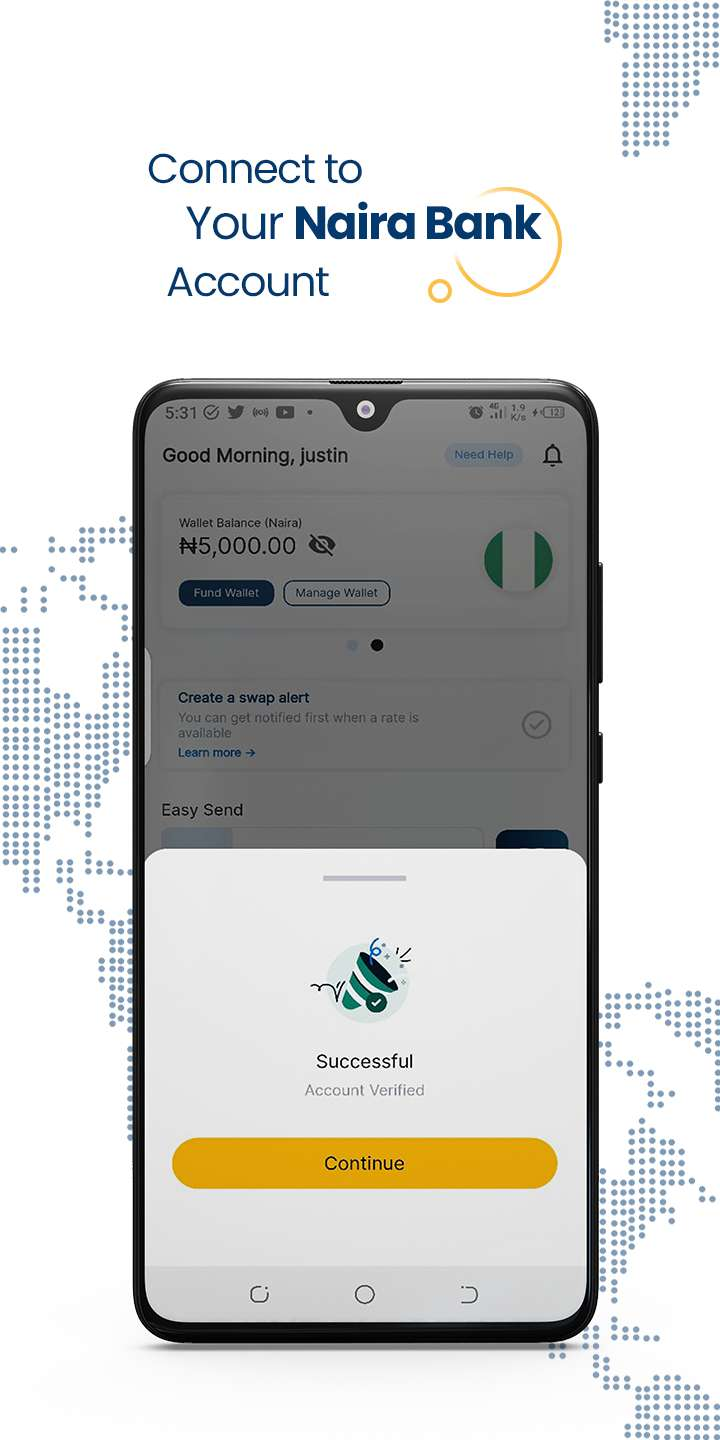 Connect to
Your Naira Bank
Account
5:31
4G 1.9 K/s 12
Good Morning, justin
Need Help
Wallet Balance (Naira)
₦5,000.00
Fund Wallet
Manage Wallet
Create a swap alert
You can get notified first when a rate is
available
Learn more →
Easy Send
Successful
Account Verified
Continue